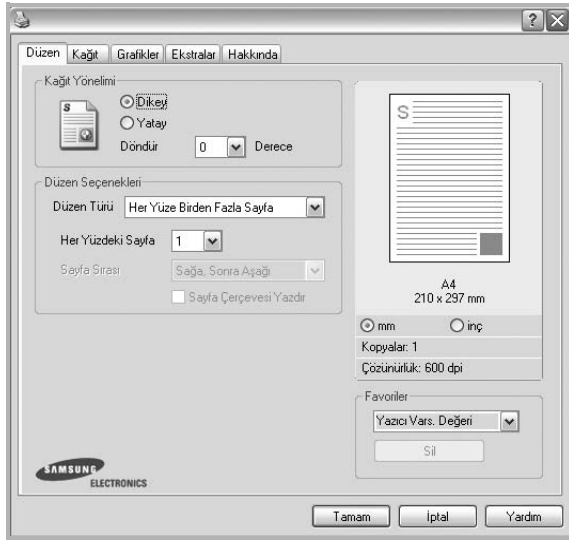 Düzen Kağıt Grafikler Ekstralar Hakkında
Kağıt Yönelimi
S
Dikey
Yatay
Döndür 0 Derece
Düzen Seçenekleri
Düzen Türü Her Yüze Birden Fazla Sayfa
Her Yüzdeki Sayfa 1
Sayfa Sırası Sağa, Sonra Aşağı
Sayfa Çerçevesi Yazdır
S
A4
210 x 297 mm
mm inç
Kopyalar: 1
Çözünürlük: 600 dpi
Favoriler
Yazıcı Vars. Değeri
Sil
SAMSUNG
ELECTRONICS
Tamam İptal Yardım